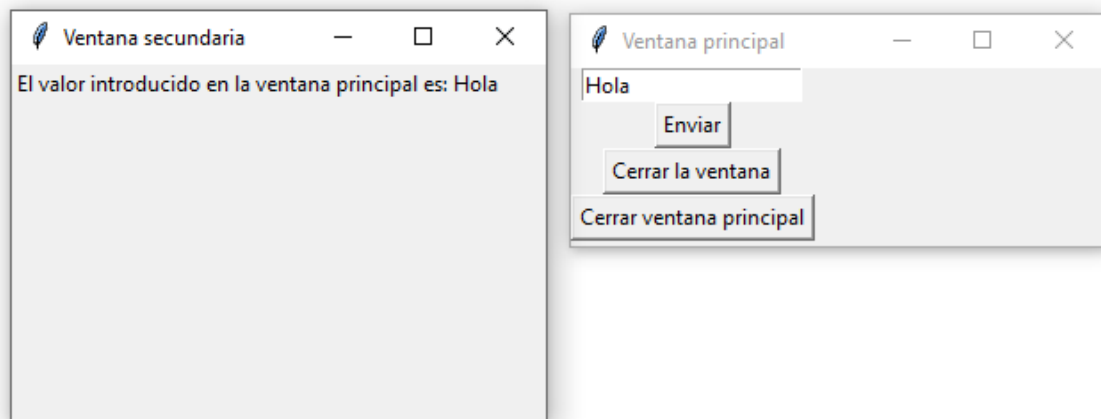 Ventana secundaria
El valor introducido en la ventana principal es: Hola
Ventana principal
Hola
Enviar
Cerrar la ventana
Cerrar ventana principal